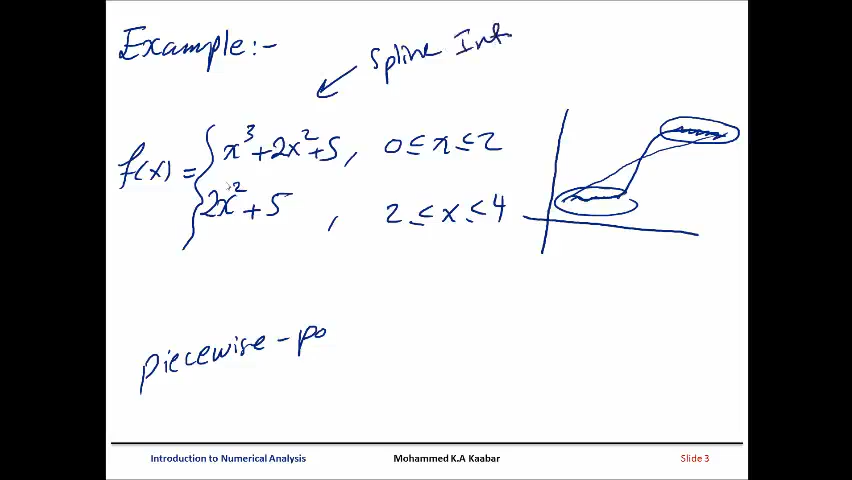 Example:-
Spline Int
f(x) = { x³+2x²+5, 0≤x≤2
2x²+5, 2≤x≤4
piecewise-po
Introduction to Numerical Analysis Mohammed K.A Kaabar Slide 3